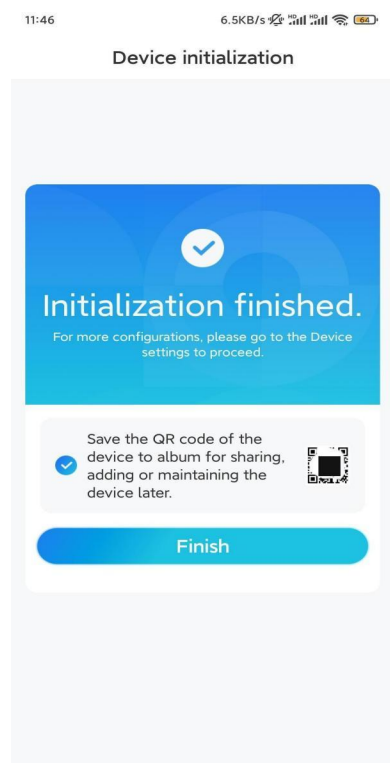 11:46
6.5KB/s HD HD 64
Device initialization
Initialization finished.
For more configurations, please go to the Device
settings to proceed.
Save the QR code of the
device to album for sharing,
adding or maintaining the
device later.
Finish